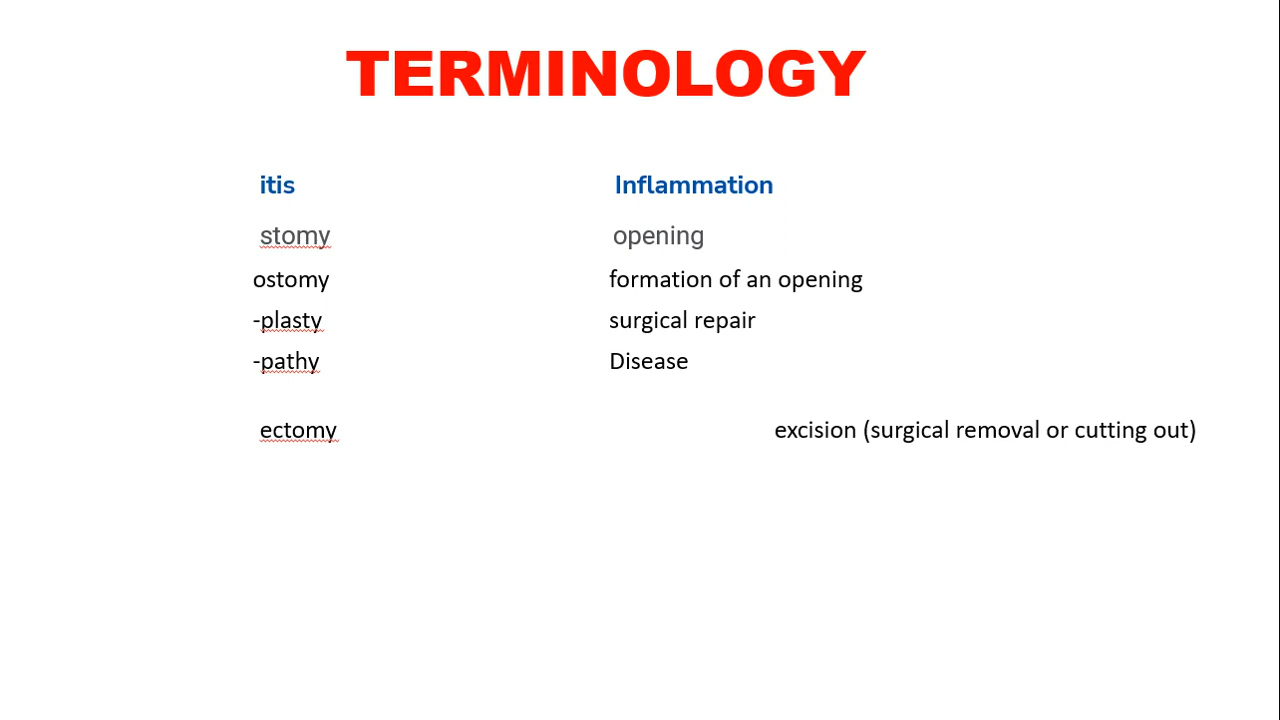 TERMINOLOGY
itis Inflammation
stomy opening
ostomy formation of an opening
-plasty surgical repair
-pathy Disease
ectomy excision (surgical removal or cutting out)